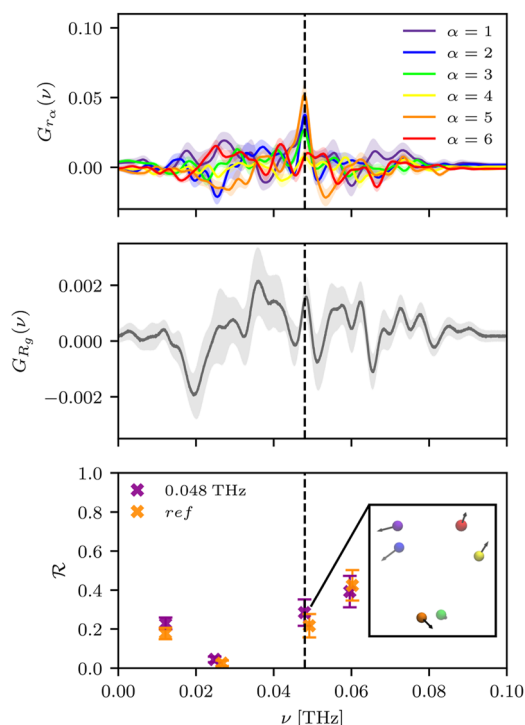 0.10
0.05
0.00
G_{r_α}(ν)
α = 1
α = 2
α = 3
α = 4
α = 5
α = 6
0.002
0.000
−0.002
G_{R_g}(ν)
1.0
0.8
0.6
0.4
0.2
0.0
ℛ
0.048 THz
ref
0.00 0.02 0.04 0.06 0.08 0.10
ν [THz]